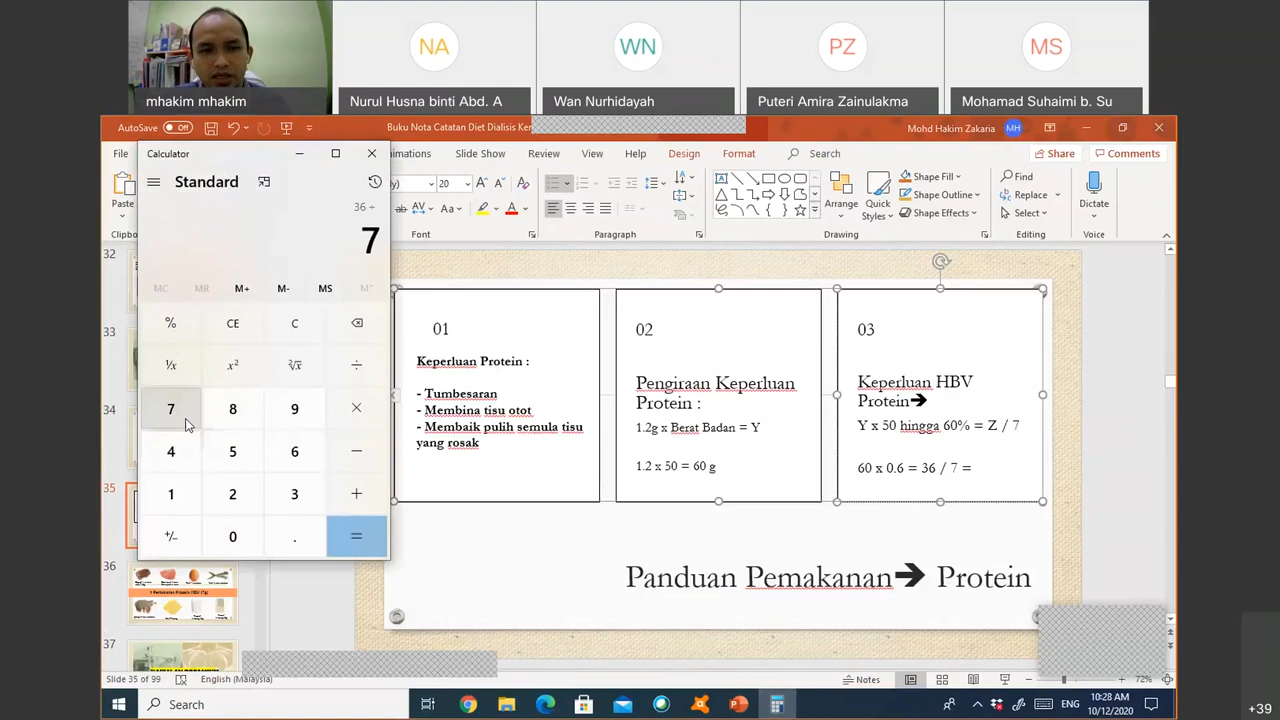 NA
WN
PZ
MS
mhakim mhakim
Nurul Husna binti Abd. A
Wan Nurhidayah
Puteri Amira Zainulakma
Mohamad Suhaimi b. Su
AutoSave Off
Buku Nota Catatan Diet Dialisis Ker
Mohd Hakim Zakaria MH
File
nimations
Slide Show
Review
View
Help
Design
Format
Search
Share
Comments
Paste
20
Aa
A
Arrange
Quick Styles
Shape Fill
Shape Outline
Shape Effects
Find
Replace
Select
Dictate
Clipbo
Font
Paragraph
Drawing
Editing
Voice
Calculator
Standard
36 ÷
7
MC MR M+ M- MS M˅
% CE C
⅟x x² ²√x ÷
7 8 9 ×
4 5 6 −
1 2 3 +
+/− 0 . =
32
33
34
35
36
37
01
Keperluan Protein :
- Tumbesaran
- Membina tisu otot
- Membaik pulih semula tisu
yang rosak
02
Pengiraan Keperluan
Protein :
1.2g x Berat Badan = Y
1.2 x 50 = 60 g
03
Keperluan HBV
Protein➔
Y x 50 hingga 60% = Z / 7
60 x 0.6 = 36 / 7 =
Panduan Pemakanan➔ Protein
Slide 35 of 99
English (Malaysia)
Notes
72%
Search
ENG
10:28 AM
10/12/2020
+39